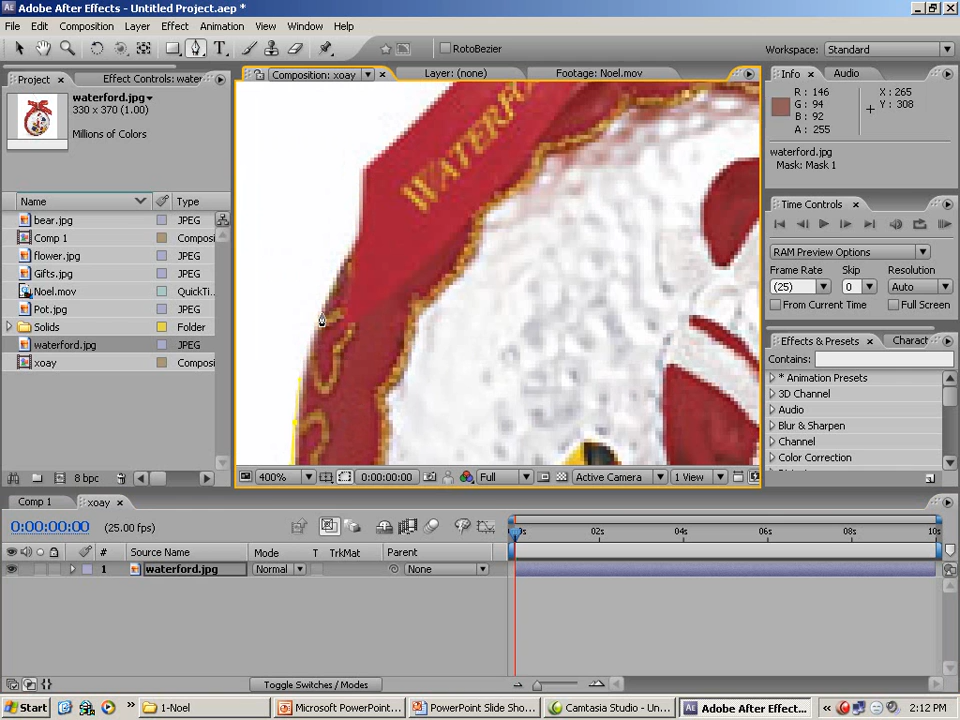 Adobe After Effects - Untitled Project.aep *
File Edit Composition Layer Effect Animation View Window Help
RotoBezier
Workspace: Standard
Project Effect Controls: water
waterford.jpg
330 x 370 (1.00)
Millions of Colors
Name Type
bear.jpg JPEG
Comp 1 Composi
flower.jpg JPEG
Gifts.jpg JPEG
Noel.mov QuickTi
Pot.jpg JPEG
Solids Folder
waterford.jpg JPEG
xoay Composi
8 bpc
Composition: xoay Layer: (none) Footage: Noel.mov
400% 0:00:00:00 Full Active Camera 1 View
Info Audio
R: 146 X: 265
G: 94 Y: 308
B: 92
A: 255
waterford.jpg
Mask: Mask 1
Time Controls
RAM Preview Options
Frame Rate Skip Resolution
(25) 0 Auto
From Current Time Full Screen
Effects & Presets Charact
Contains:
* Animation Presets
3D Channel
Audio
Blur & Sharpen
Channel
Color Correction
Comp 1 xoay
0:00:00:00 (25.00 fps)
# Source Name Mode T TrkMat Parent
02s 04s 06s 08s 10s
1 waterford.jpg Normal None
Toggle Switches / Modes
Start 1-Noel Microsoft PowerPoint... PowerPoint Slide Sho... Camtasia Studio - Un... Adobe After Effec... 2:12 PM